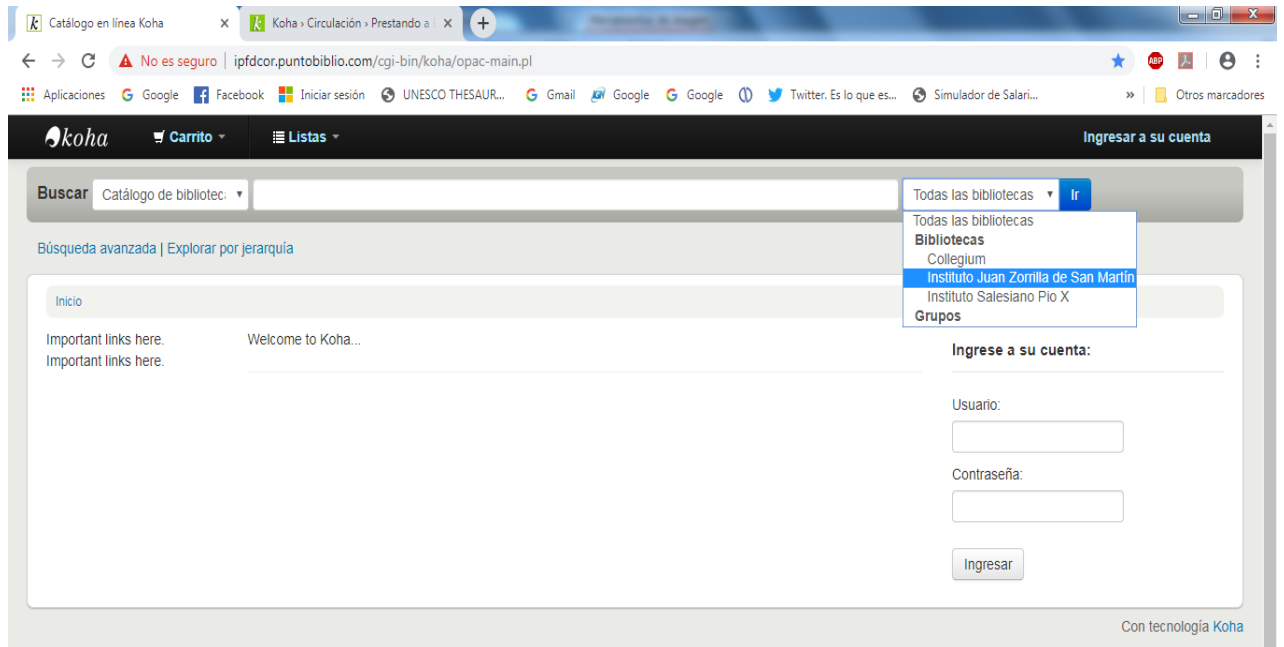 Catálogo en línea Koha
Koha › Circulación › Prestando a
No es seguro | ipfdcor.puntobiblio.com/cgi-bin/koha/opac-main.pl
ABP
Aplicaciones Google Facebook Iniciar sesión UNESCO THESAUR... Gmail Google Google Twitter. Es lo que es... Simulador de Salari... » Otros marcadores
koha Carrito Listas Ingresar a su cuenta
Buscar Catálogo de bibliotec Todas las bibliotecas Ir
Todas las bibliotecas
Bibliotecas
Collegium
Instituto Juan Zorrilla de San Martín
Instituto Salesiano Pio X
Grupos
Búsqueda avanzada | Explorar por jerarquía
Inicio
Important links here.
Important links here.
Welcome to Koha...
Ingrese a su cuenta:
Usuario:
Contraseña:
Ingresar
Con tecnología Koha